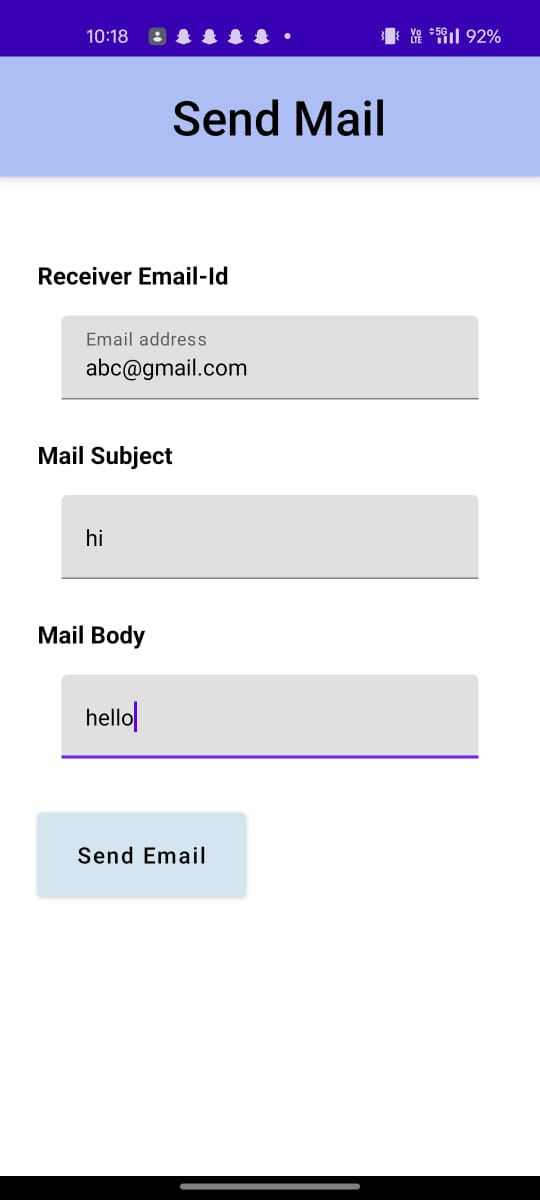 10:18 Vo LTE 5G 92%
Send Mail
Receiver Email-Id
Email address
abc@gmail.com
Mail Subject
hi
Mail Body
hello
Send Email